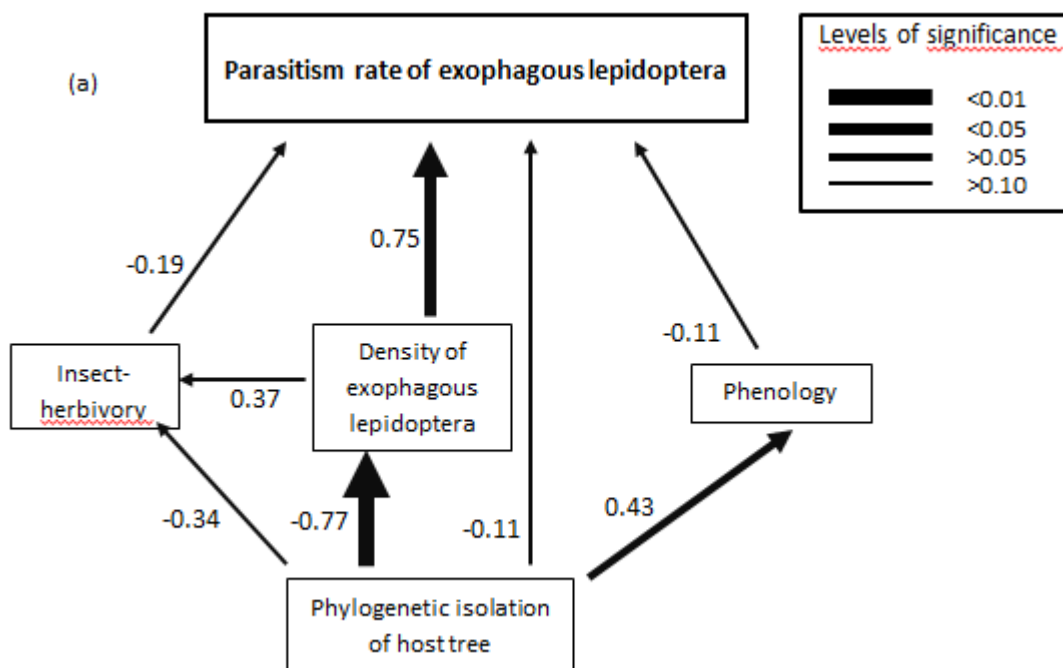 Levels of significance
<0.01
<0.05
>0.05
>0.10
(a)
Parasitism rate of exophagous lepidoptera
-0.19
0.75
-0.11
Insect-
herbivory
0.37
Density of
exophagous
lepidoptera
Phenology
-0.34
-0.77
-0.11
0.43
Phylogenetic isolation
of host tree